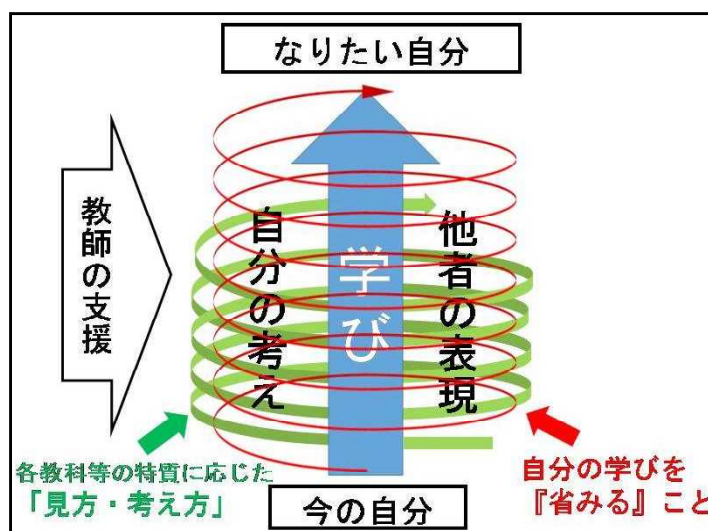 なりたい自分
教師の支援
自分の考え
学び
他者の表現
各教科等の特質に応じた
「見方・考え方」
自分の学びを
『省みる』こと
今の自分